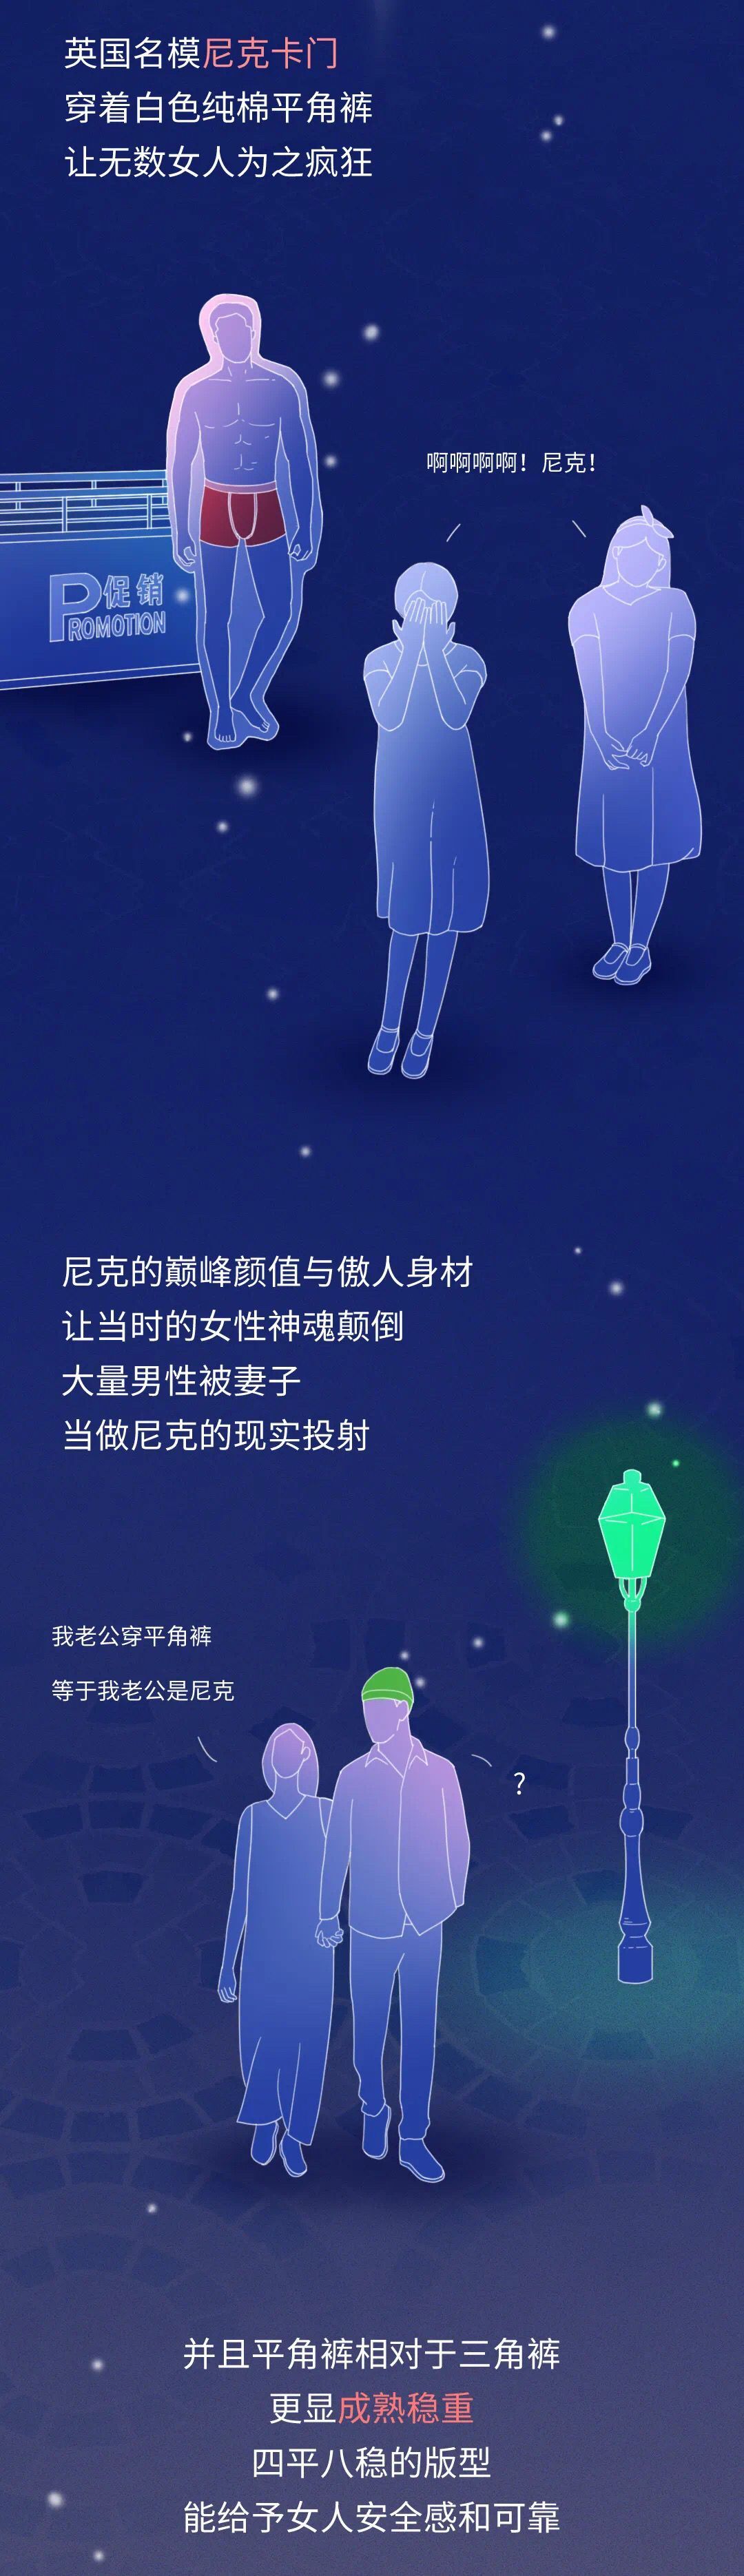 英国名模尼克卡门
穿着白色纯棉平角裤
让无数女人为之疯狂
啊啊啊啊！尼克！
P促销
ROMOTION
尼克的巅峰颜值与傲人身材
让当时的女性神魂颠倒
大量男性被妻子
当做尼克的现实投射
我老公穿平角裤
等于我老公是尼克
？
并且平角裤相对于三角裤
更显成熟稳重
四平八稳的版型
能给予女人安全感和可靠